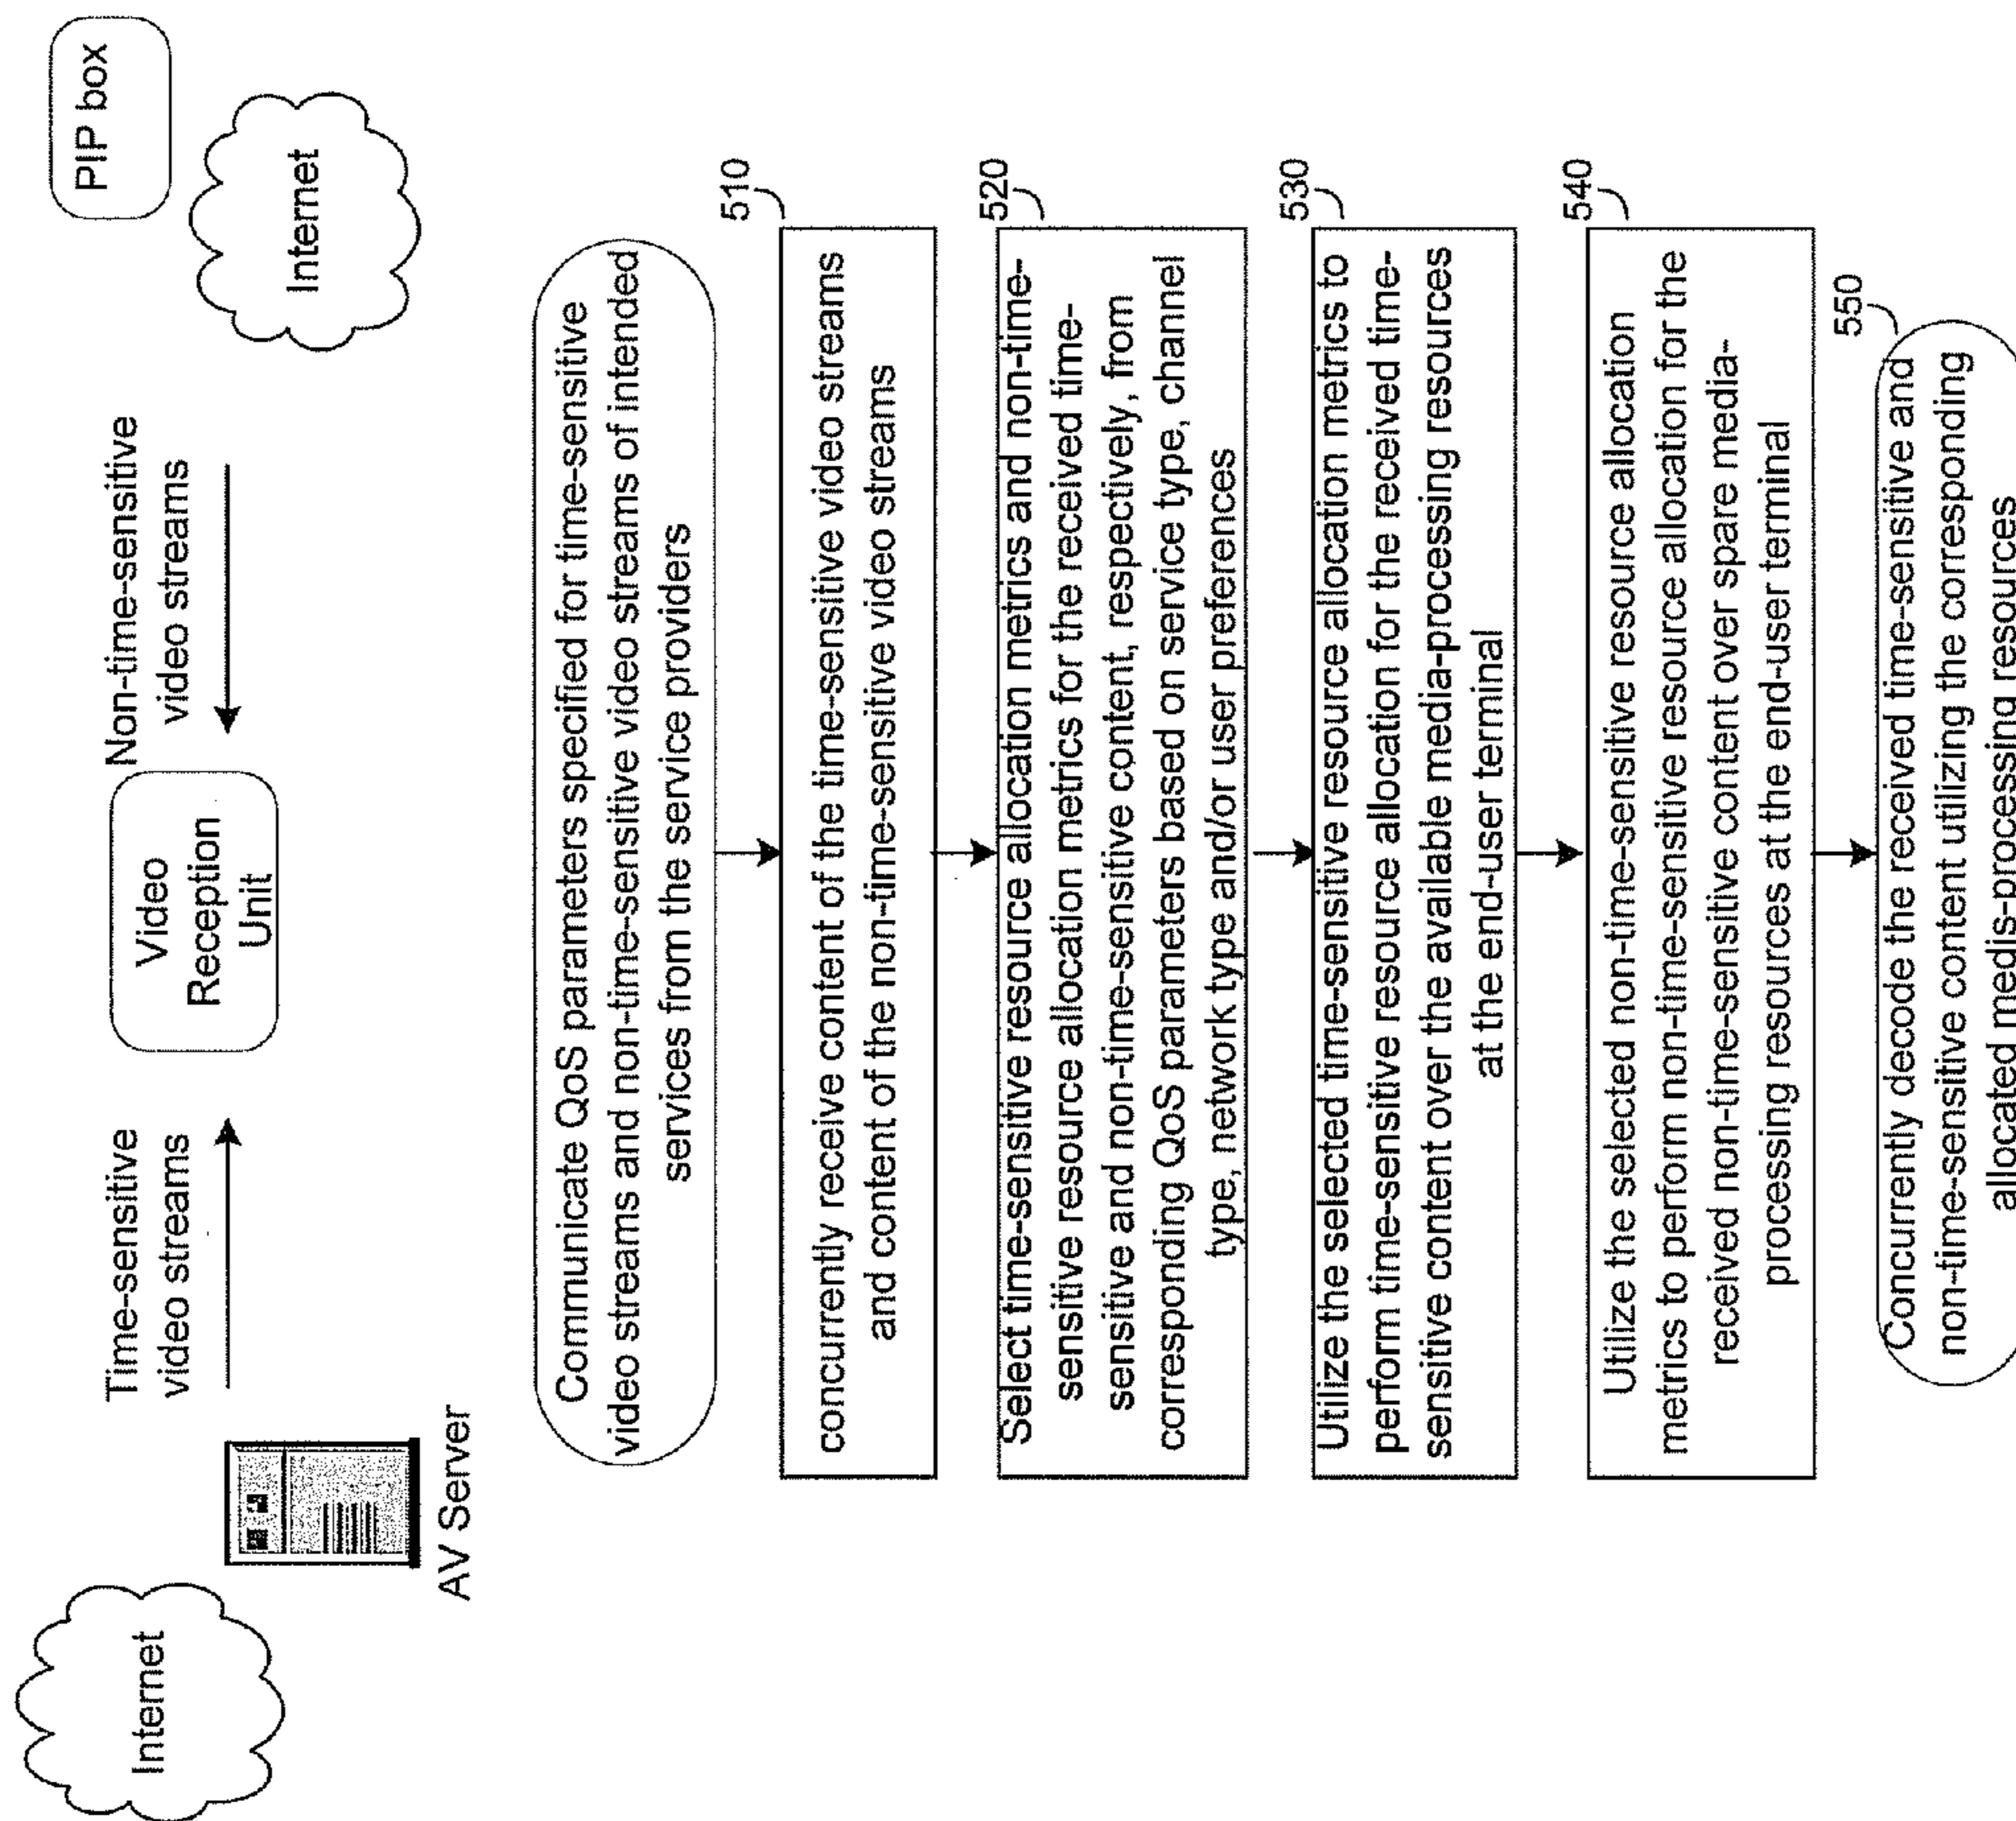 Internet
AV Server
Time-sensitive
video streams
Video
Reception
Unit
Non-time-sensitive
video streams
PIP box
Internet
Communicate QoS parameters specified for time-sensitive
video streams and non-time-sensitive video streams of intended
services from the service providers
510
concurrently receive content of the time-sensitive video streams
and content of the non-time-sensitive video streams
520
Select time-sensitive resource allocation metrics and non-time-
sensitive resource allocation metrics for the received time-
sensitive and non-time-sensitive content, respectively, from
corresponding QoS parameters based on service type, channel
type, network type and/or user preferences
530
Utilize the selected time-sensitive resource allocation metrics to
perform time-sensitive resource allocation for the received time-
sensitive content over the available media-processing resources
at the end-user terminal
540
Utilize the selected non-time-sensitive resource allocation
metrics to perform non-time-sensitive resource allocation for the
received non-time-sensitive content over spare media-
processing resources at the end-user terminal
550
Concurrently decode the received time-sensitive and
non-time-sensitive content utilizing the corresponding
allocated medis-processing resources